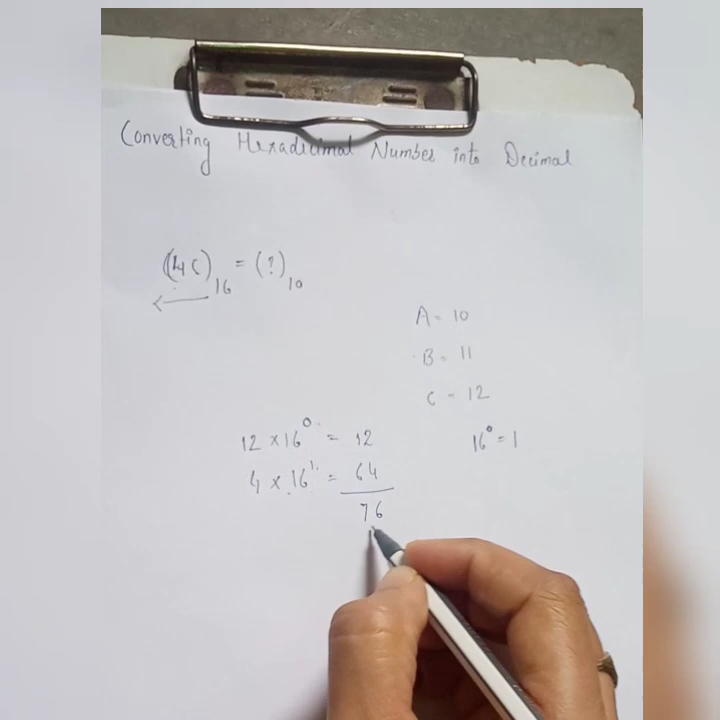 Converting Hexadecimal Number into Decimal
(4C)₁₆ = (?)₁₀
A = 10
B = 11
C = 12
12 × 16⁰ = 12
16⁰ = 1
4 × 16¹ = 64
76